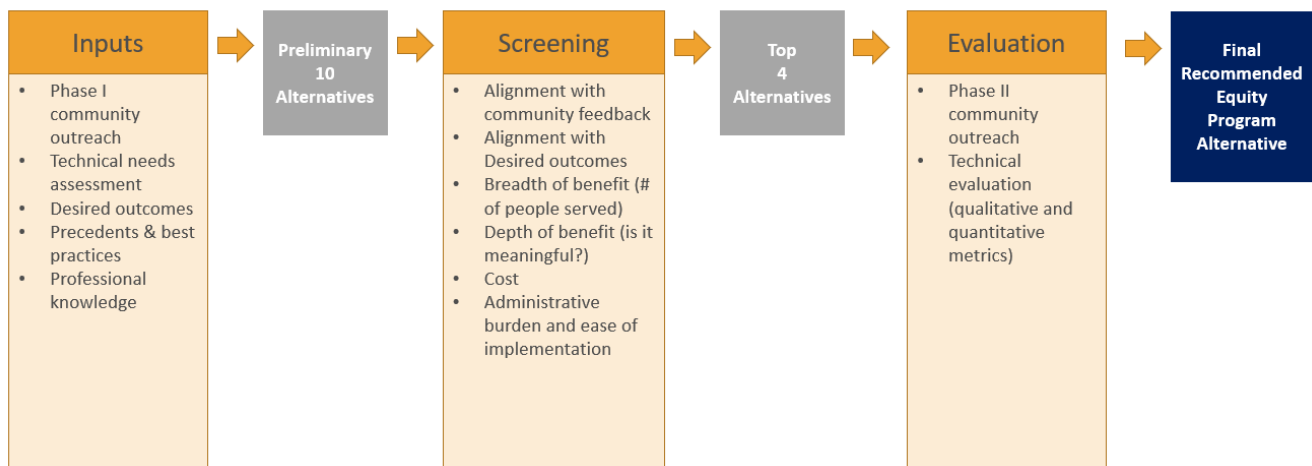 Inputs
• Phase I
community
outreach
• Technical needs
assessment
• Desired outcomes
• Precedents & best
practices
• Professional
knowledge
Preliminary
10
Alternatives
Screening
• Alignment with
community feedback
• Alignment with
Desired outcomes
• Breadth of benefit (#
of people served)
• Depth of benefit (is it
meaningful?)
• Cost
• Administrative
burden and ease of
implementation
Top
4
Alternatives
Evaluation
• Phase II
community
outreach
• Technical
evaluation
(qualitative and
quantitative
metrics)
Final
Recommended
Equity
Program
Alternative